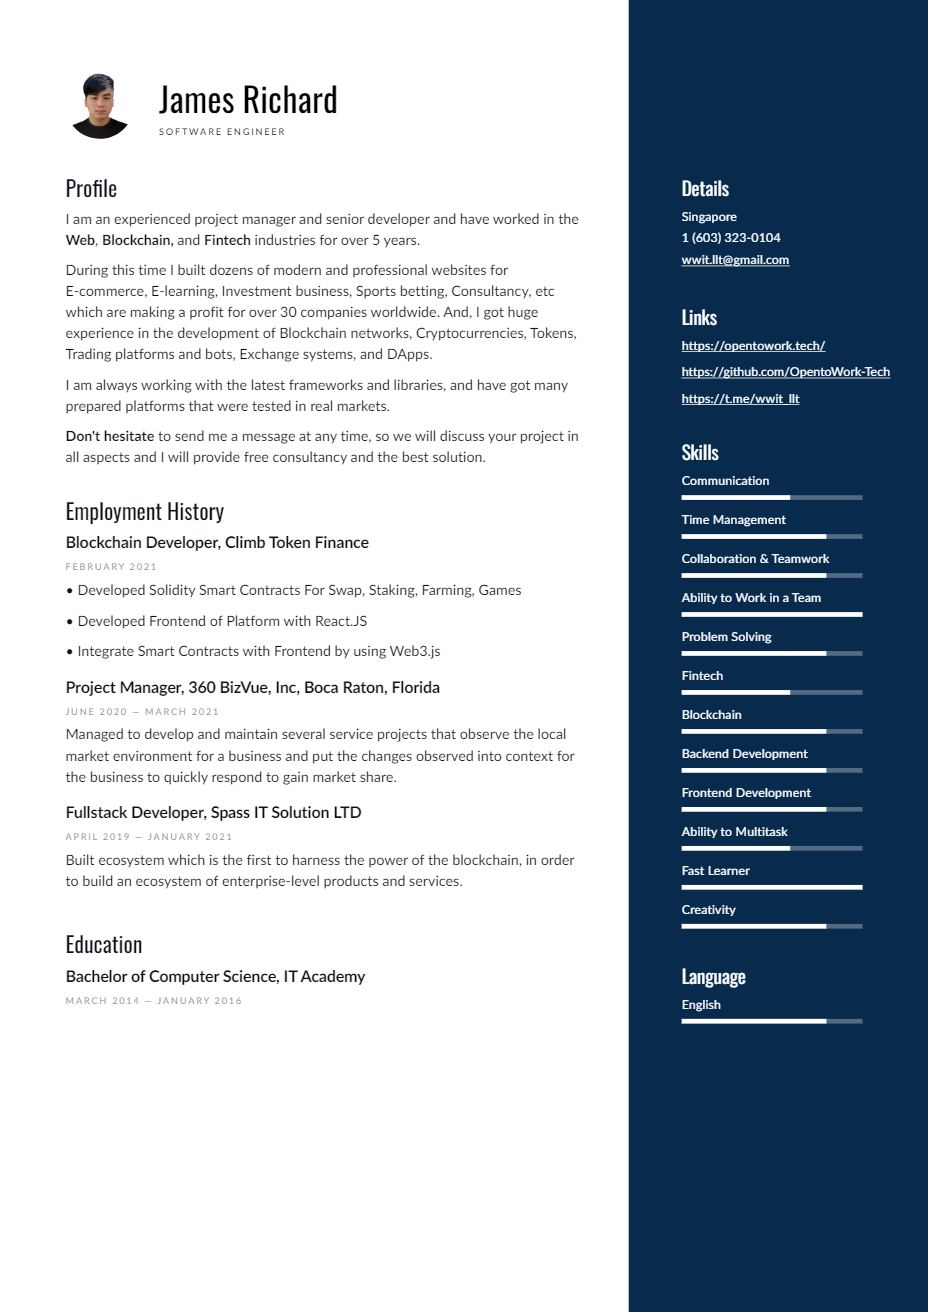 James Richard
SOFTWARE ENGINEER
Profile
I am an experienced project manager and senior developer and have worked in the
Web, Blockchain, and Fintech industries for over 5 years.
During this time I built dozens of modern and professional websites for
E-commerce, E-learning, Investment business, Sports betting, Consultancy, etc
which are making a profit for over 30 companies worldwide. And, I got huge
experience in the development of Blockchain networks, Cryptocurrencies, Tokens,
Trading platforms and bots, Exchange systems, and DApps.
I am always working with the latest frameworks and libraries, and have got many
prepared platforms that were tested in real markets.
Don't hesitate to send me a message at any time, so we will discuss your project in
all aspects and I will provide free consultancy and the best solution.
Employment History
Blockchain Developer, Climb Token Finance
FEBRUARY 2021
• Developed Solidity Smart Contracts For Swap, Staking, Farming, Games
• Developed Frontend of Platform with React.JS
• Integrate Smart Contracts with Frontend by using Web3.js
Project Manager, 360 BizVue, Inc, Boca Raton, Florida
JUNE 2020 — MARCH 2021
Managed to develop and maintain several service projects that observe the local
market environment for a business and put the changes observed into context for
the business to quickly respond to gain market share.
Fullstack Developer, Spass IT Solution LTD
APRIL 2019 — JANUARY 2021
Built ecosystem which is the first to harness the power of the blockchain, in order
to build an ecosystem of enterprise-level products and services.
Education
Bachelor of Computer Science, IT Academy
MARCH 2014 — JANUARY 2016
Details
Singapore
1 (603) 323-0104
wwit.llt@gmail.com
Links
https://opentowork.tech/
https://github.com/OpentoWork-Tech
https://t.me/wwit_llt
Skills
Communication
Time Management
Collaboration & Teamwork
Ability to Work in a Team
Problem Solving
Fintech
Blockchain
Backend Development
Frontend Development
Ability to Multitask
Fast Learner
Creativity
Language
English